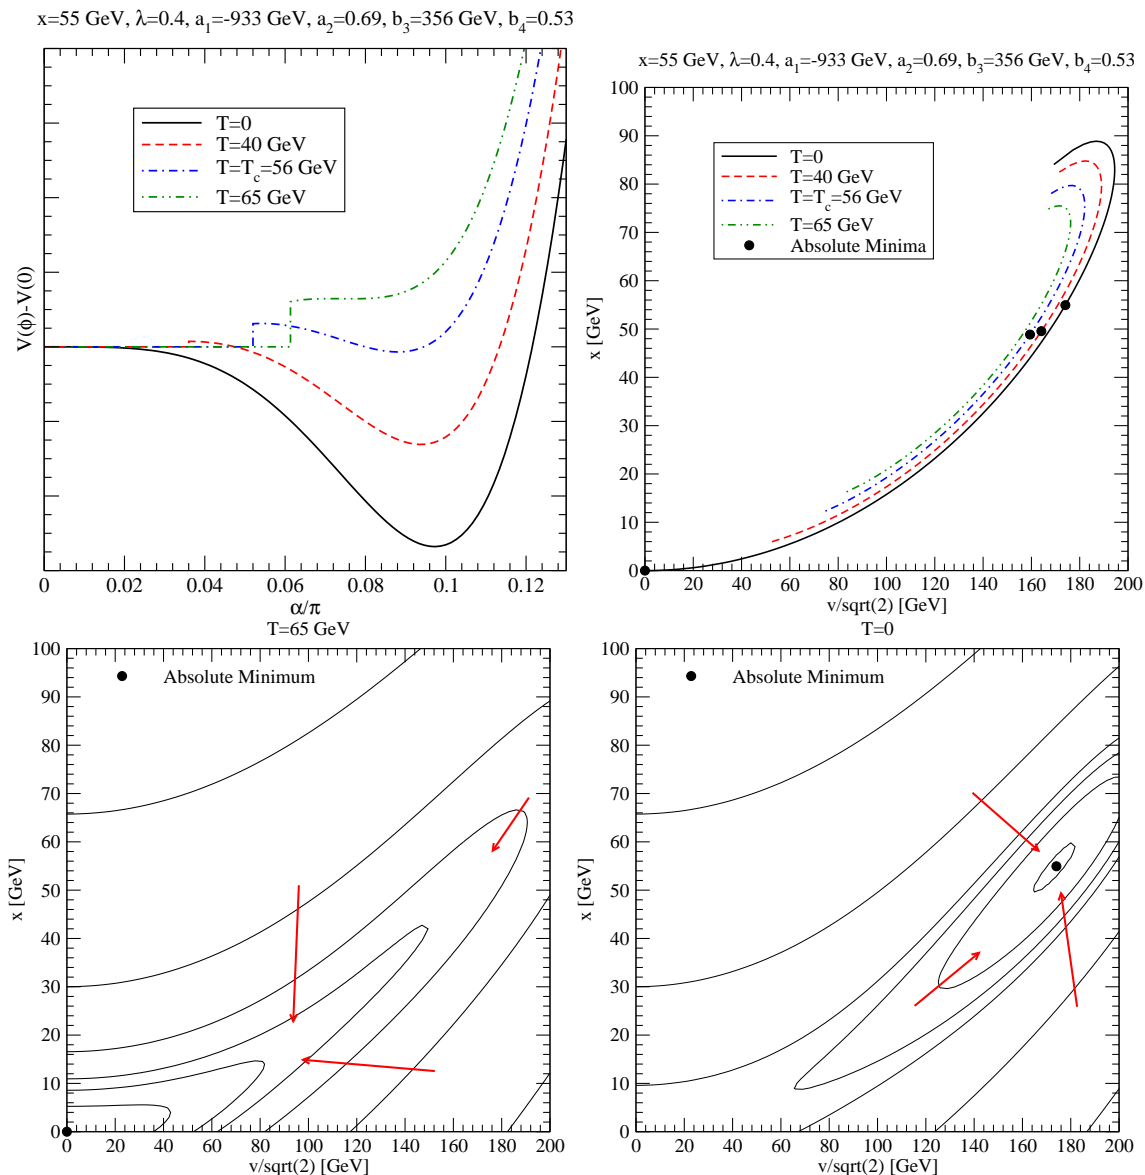 x=55 GeV, λ=0.4, a1=-933 GeV, a2=0.69, b3=356 GeV, b4=0.53
T=0
T=40 GeV
T=Tc=56 GeV
T=65 GeV
V(ϕ)-V(0)
0 0.02 0.04 0.06 0.08 0.1 0.12
α/π
x=55 GeV, λ=0.4, a1=-933 GeV, a2=0.69, b3=356 GeV, b4=0.53
100
90
80
70
60
50
40
30
20
10
0
T=0
T=40 GeV
T=Tc=56 GeV
T=65 GeV
Absolute Minima
x [GeV]
0 20 40 60 80 100 120 140 160 180 200
v/sqrt(2) [GeV]
T=65 GeV
Absolute Minimum
100
90
80
70
60
50
40
30
20
10
0
x [GeV]
0 20 40 60 80 100 120 140 160 180 200
v/sqrt(2) [GeV]
T=0
Absolute Minimum
100
90
80
70
60
50
40
30
20
10
0
x [GeV]
0 20 40 60 80 100 120 140 160 180 200
v/sqrt(2) [GeV]